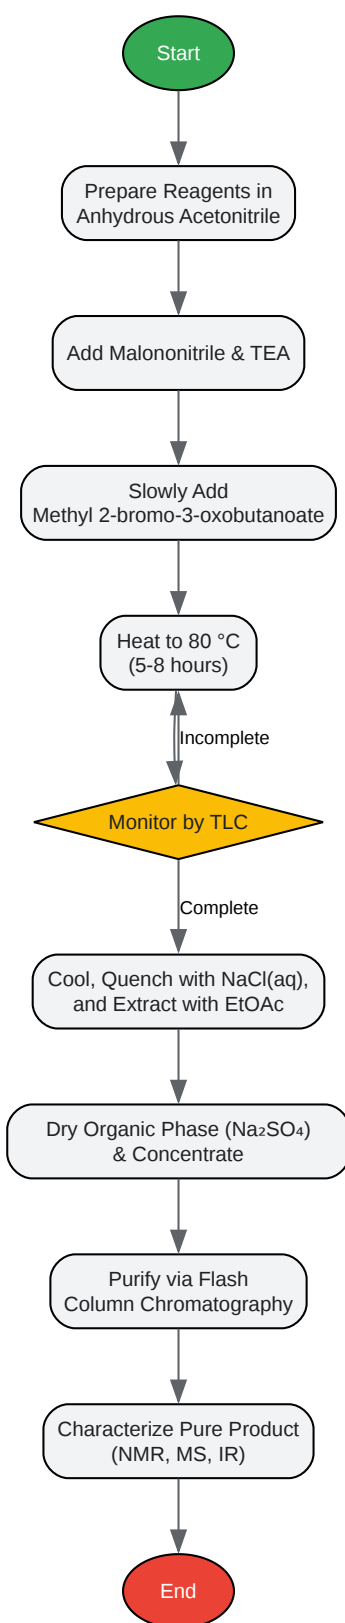 Start
Prepare Reagents in
Anhydrous Acetonitrile
Add Malononitrile & TEA
Slowly Add
Methyl 2-bromo-3-oxobutanoate
Heat to 80 °C
(5-8 hours)
Incomplete
Monitor by TLC
Complete
Cool, Quench with NaCl(aq),
and Extract with EtOAc
Dry Organic Phase (Na₂SO₄)
& Concentrate
Purify via Flash
Column Chromatography
Characterize Pure Product
(NMR, MS, IR)
End